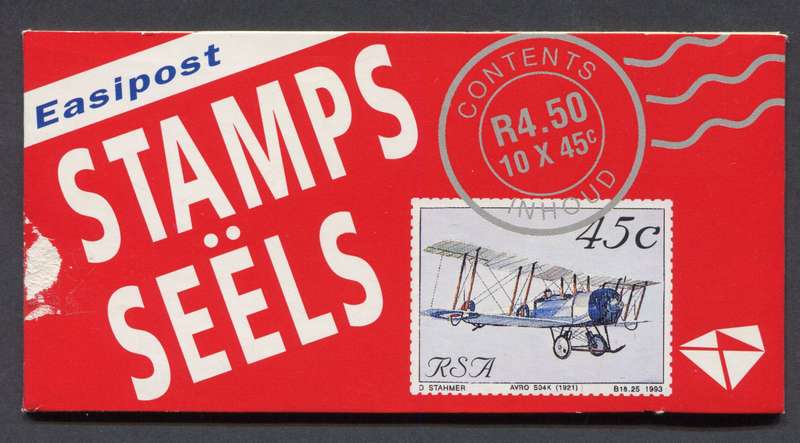 Easipost
STAMPS
SEËLS
CONTENTS
R4.50
10 X 45c
INHOUD
45c
RSA
D STAHMER AVRO 504K (1921) B18.25 1993